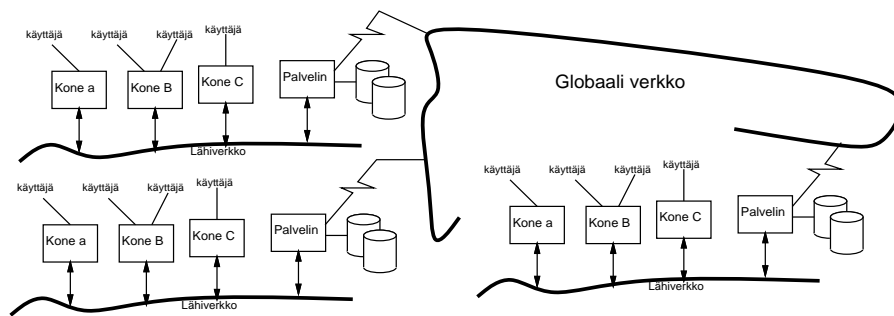 käyttäjä
käyttäjä
käyttäjä
käyttäjä
Kone a
Kone B
Kone C
Palvelin
Lähiverkko
Globaali verkko
käyttäjä
käyttäjä
käyttäjä
käyttäjä
Kone a
Kone B
Kone C
Palvelin
Lähiverkko
käyttäjä
käyttäjä
käyttäjä
käyttäjä
Kone a
Kone B
Kone C
Palvelin
Lähiverkko